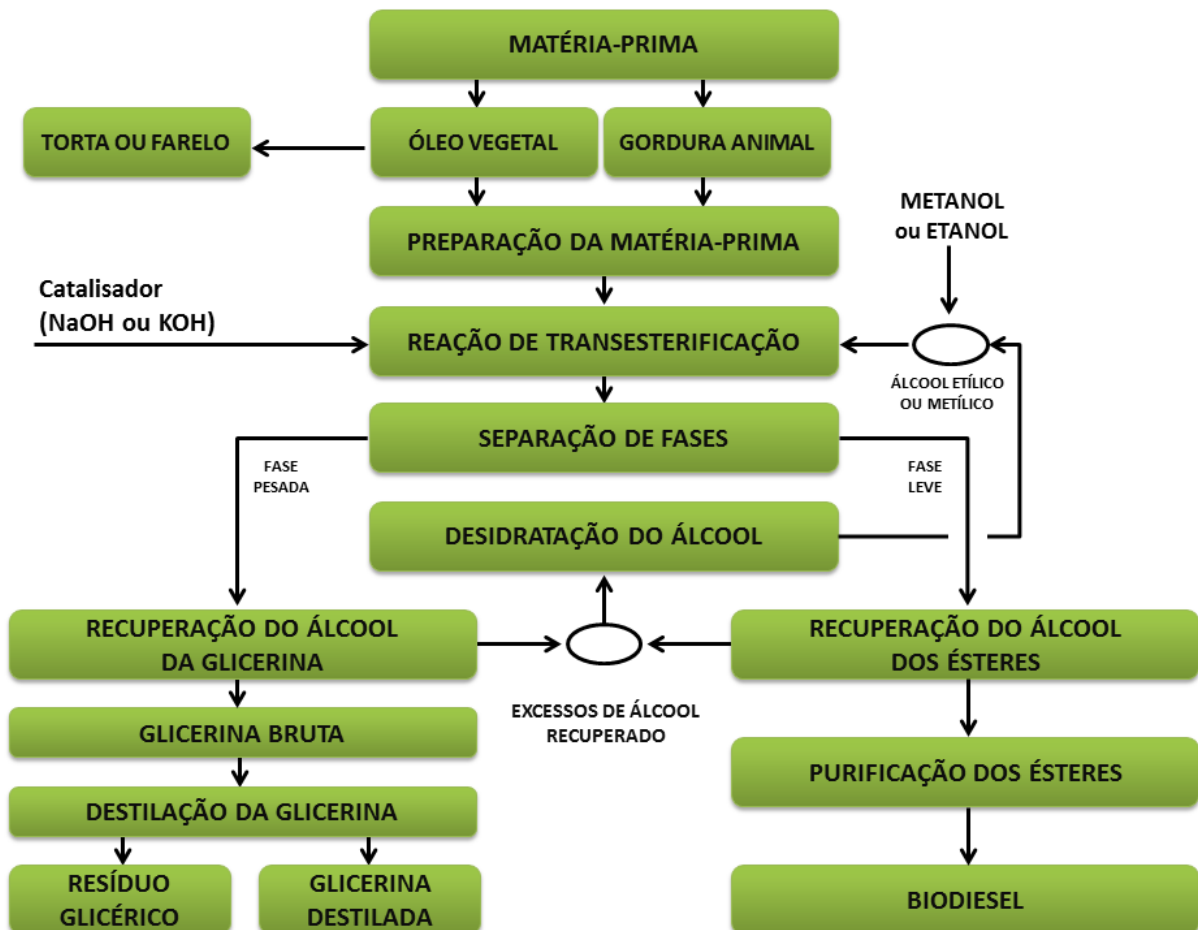 MATÉRIA-PRIMA
TORTA OU FARELO
ÓLEO VEGETAL
GORDURA ANIMAL
METANOL
ou ETANOL
PREPARAÇÃO DA MATÉRIA-PRIMA
Catalisador
(NaOH ou KOH)
REAÇÃO DE TRANSESTERIFICAÇÃO
ÁLCOOL ETÍLICO
OU METÍLICO
SEPARAÇÃO DE FASES
FASE
PESADA
FASE
LEVE
DESIDRATAÇÃO DO ÁLCOOL
RECUPERAÇÃO DO ÁLCOOL
DA GLICERINA
RECUPERAÇÃO DO ÁLCOOL
DOS ÉSTERES
EXCESSOS DE ÁLCOOL
RECUPERADO
GLICERINA BRUTA
PURIFICAÇÃO DOS ÉSTERES
DESTILAÇÃO DA GLICERINA
RESÍDUO
GLICÉRICO
GLICERINA
DESTILADA
BIODIESEL